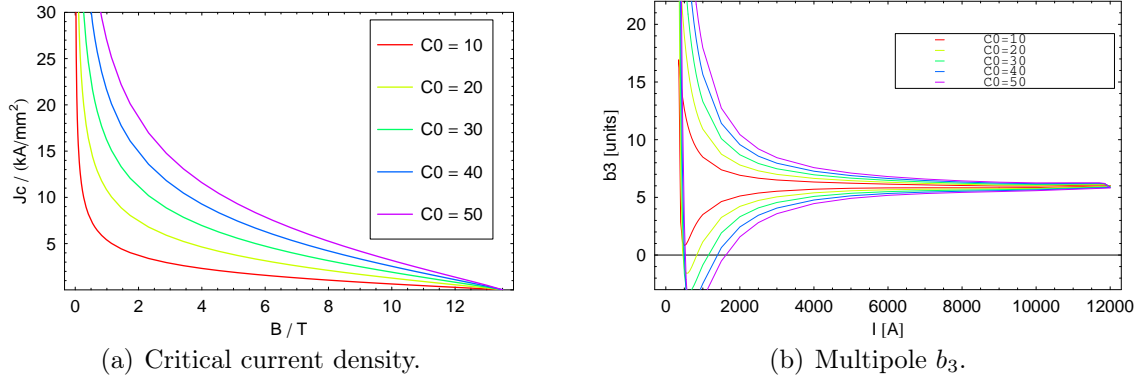 30
25
20
15
10
5
Jc / (kA/mm²)
0
2
4
6
8
10
12
B / T
C0 = 10
C0 = 20
C0 = 30
C0 = 40
C0 = 50
(a) Critical current density.
20
15
10
5
0
b3 [units]
0
2000
4000
6000
8000
10000
12000
I [A]
C0=10
C0=20
C0=30
C0=40
C0=50
(b) Multipole b₃.